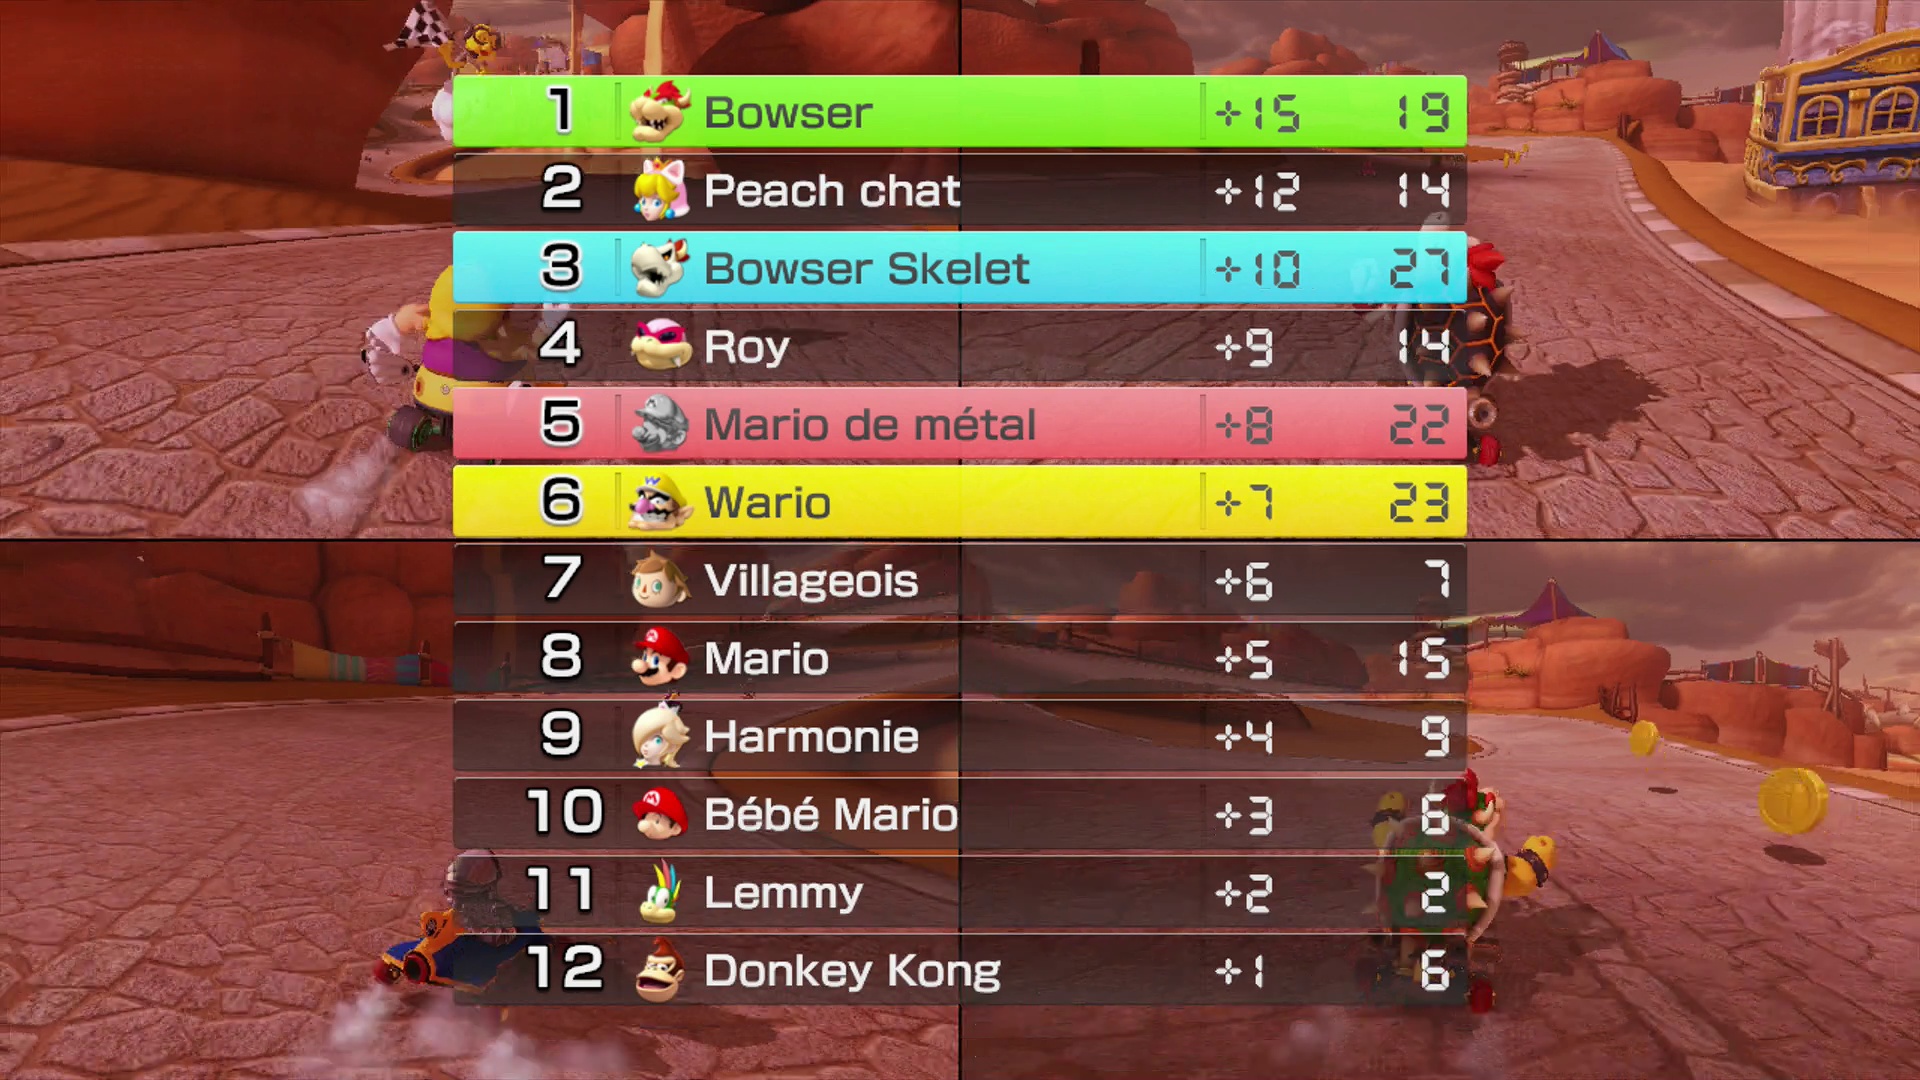 1 Bowser +15 19
2 Peach chat +12 14
3 Bowser Skelet +10 27
4 Roy +9 14
5 Mario de métal +8 22
6 Wario +7 23
7 Villageois +6 7
8 Mario +5 15
9 Harmonie +4 9
10 Bébé Mario +3 6
11 Lemmy +2 2
12 Donkey Kong +1 6